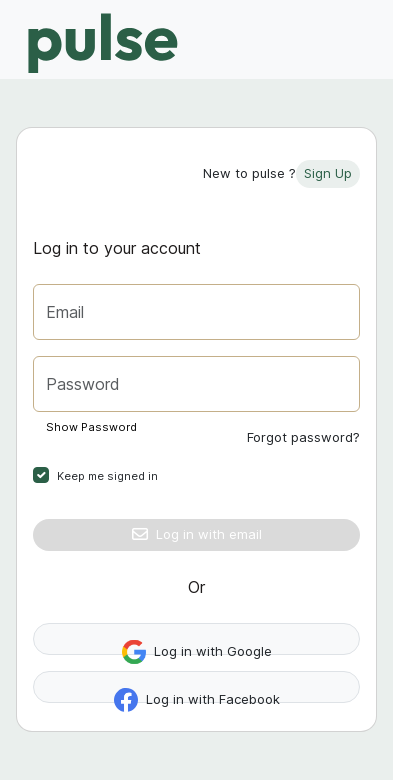 pulse
New to pulse ? Sign Up
Log in to your account
Email
Password
Show Password
Forgot password?
Keep me signed in
Log in with email
Or
Log in with Google
Log in with Facebook